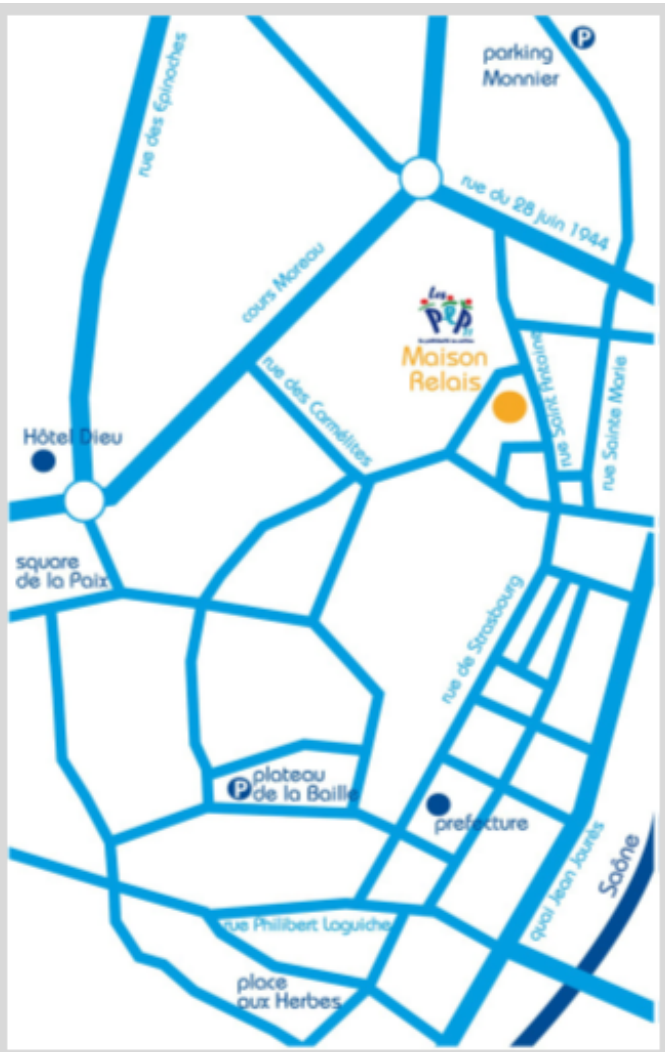 P
parking
Monnier
rue des Epinoches
rue du 28 juin 1944
cours Moreau
Les
PEP
Maison
Relais
rue des Carmélites
rue Saint Antoine
rue Sainte Marie
Hôtel Dieu
square
de la Paix
rue de Strasbourg
P
plateau
de la Baille
prefecture
quai Jean Jaurès
Saône
rue Philibert Laguiche
place
aux Herbes